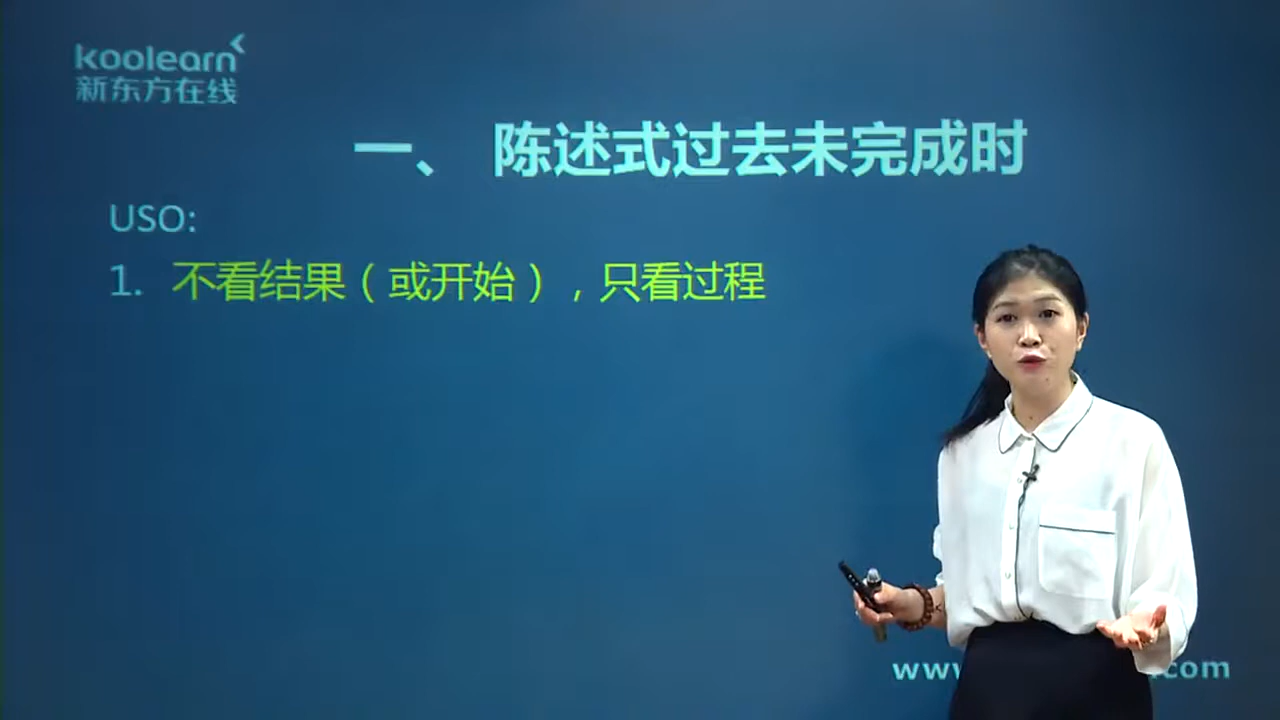 koolearn
新东方在线
一、 陈述式过去未完成时
USO:
1. 不看结果（或开始），只看过程
www
.com